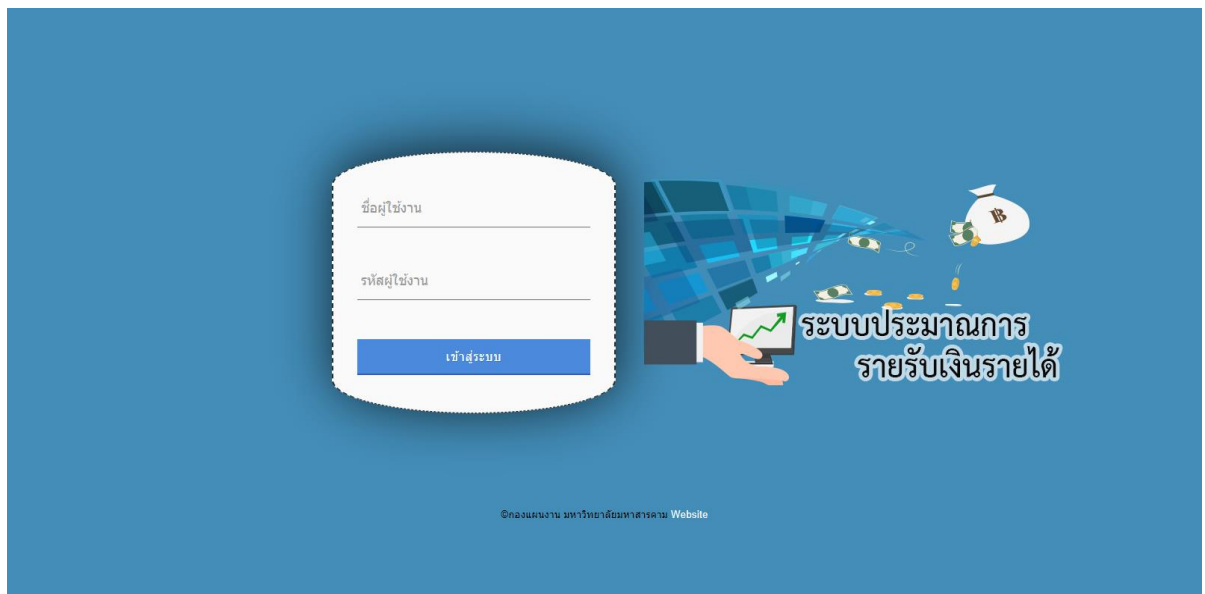 ชื่อผู้ใช้งาน
รหัสผู้ใช้งาน
เข้าสู่ระบบ
฿
ระบบประมาณการ
รายรับเงินรายได้
©กองแผนงาน มหาวิทยาลัยมหาสารคาม Website